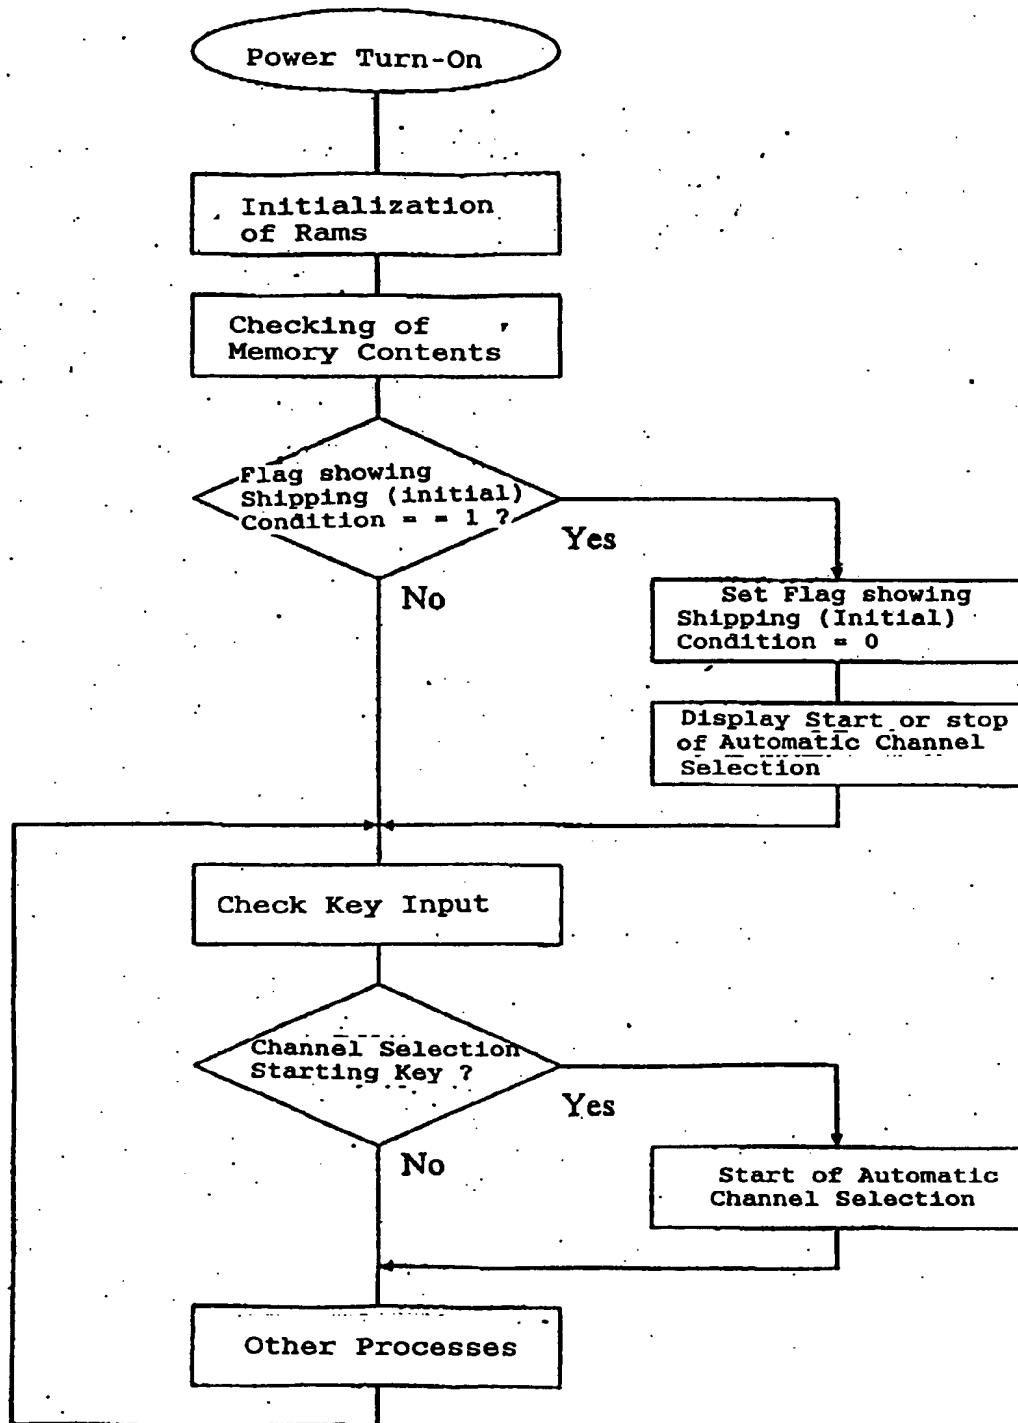 Power Turn-On
Initialization
of Rams
Checking of
Memory Contents
Flag showing
Shipping (initial)
Condition = = 1 ?
Yes
No
Set Flag showing
Shipping (Initial)
Condition = 0
Display Start or stop
of Automatic Channel
Selection
Check Key Input
Channel Selection
Starting Key ?
Yes
No
Start of Automatic
Channel Selection
Other Processes